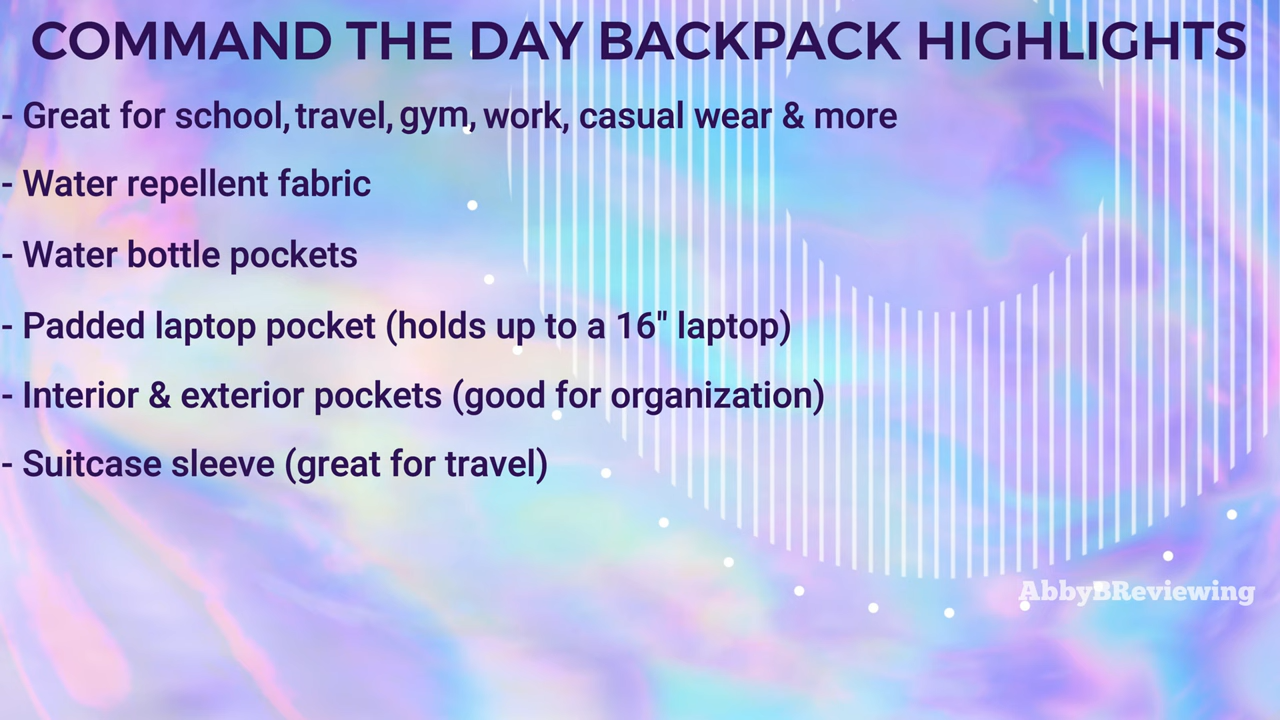 COMMAND THE DAY BACKPACK HIGHLIGHTS
- Great for school, travel, gym, work, casual wear & more
- Water repellent fabric
- Water bottle pockets
- Padded laptop pocket (holds up to a 16" laptop)
- Interior & exterior pockets (good for organization)
- Suitcase sleeve (great for travel)
AbbyBReviewing